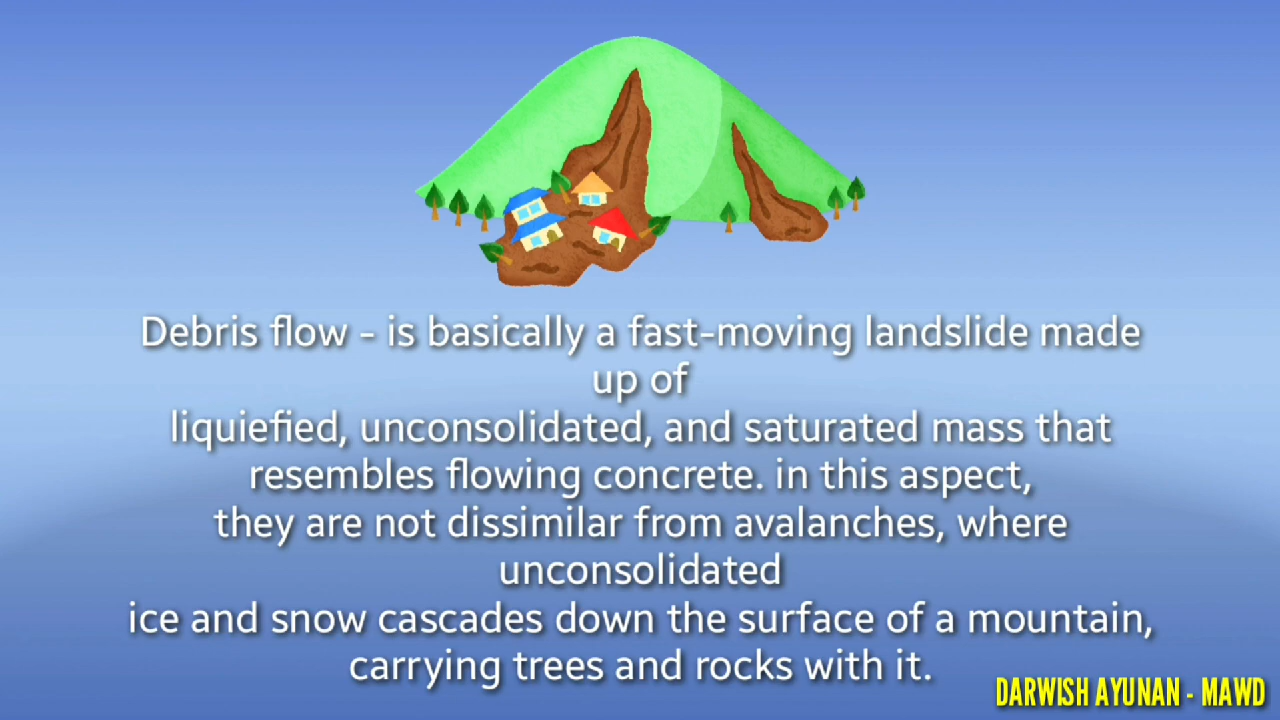 Debris flow - is basically a fast-moving landslide made
up of
liquiefied, unconsolidated, and saturated mass that
resembles flowing concrete. in this aspect,
they are not dissimilar from avalanches, where
unconsolidated
ice and snow cascades down the surface of a mountain,
carrying trees and rocks with it.
DARWISH AYUNAN - MAWD